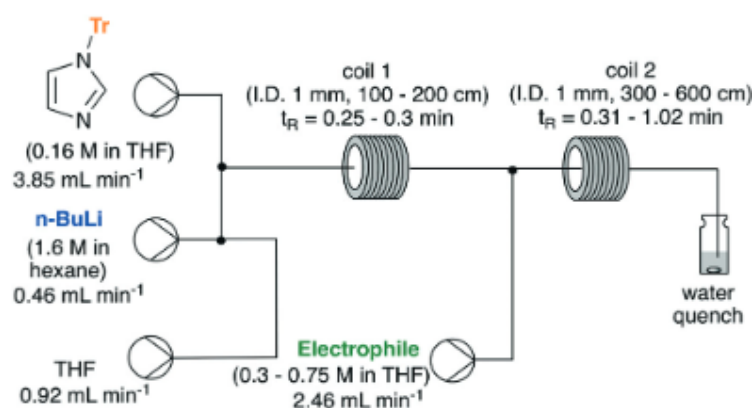 Tr
N
N
(0.16 M in THF)
3.85 mL min-1
n-BuLi
(1.6 M in
hexane)
0.46 mL min-1
THF
0.92 mL min-1
coil 1
(I.D. 1 mm, 100 - 200 cm)
tR = 0.25 - 0.3 min
Electrophile
(0.3 - 0.75 M in THF)
2.46 mL min-1
coil 2
(I.D. 1 mm, 300 - 600 cm)
tR = 0.31 - 1.02 min
water
quench